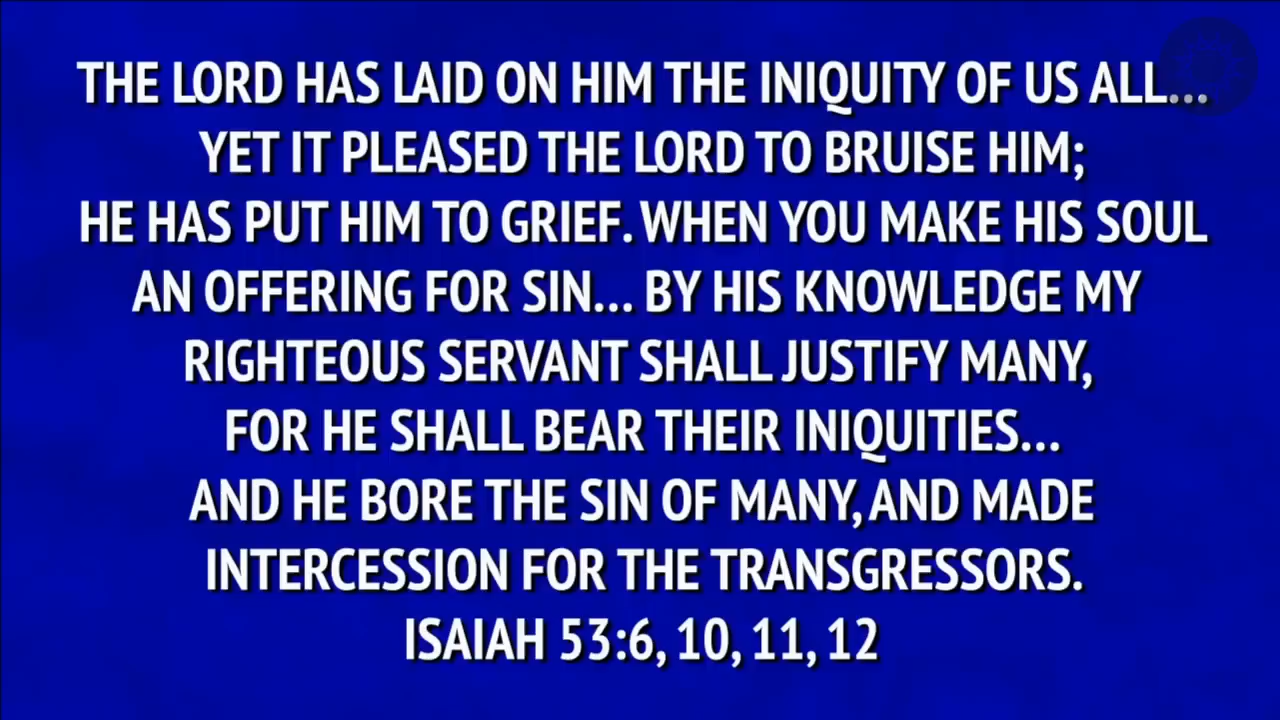 THE LORD HAS LAID ON HIM THE INIQUITY OF US ALL...
YET IT PLEASED THE LORD TO BRUISE HIM;
HE HAS PUT HIM TO GRIEF. WHEN YOU MAKE HIS SOUL
AN OFFERING FOR SIN... BY HIS KNOWLEDGE MY
RIGHTEOUS SERVANT SHALL JUSTIFY MANY,
FOR HE SHALL BEAR THEIR INIQUITIES...
AND HE BORE THE SIN OF MANY, AND MADE
INTERCESSION FOR THE TRANSGRESSORS.
ISAIAH 53:6, 10, 11, 12